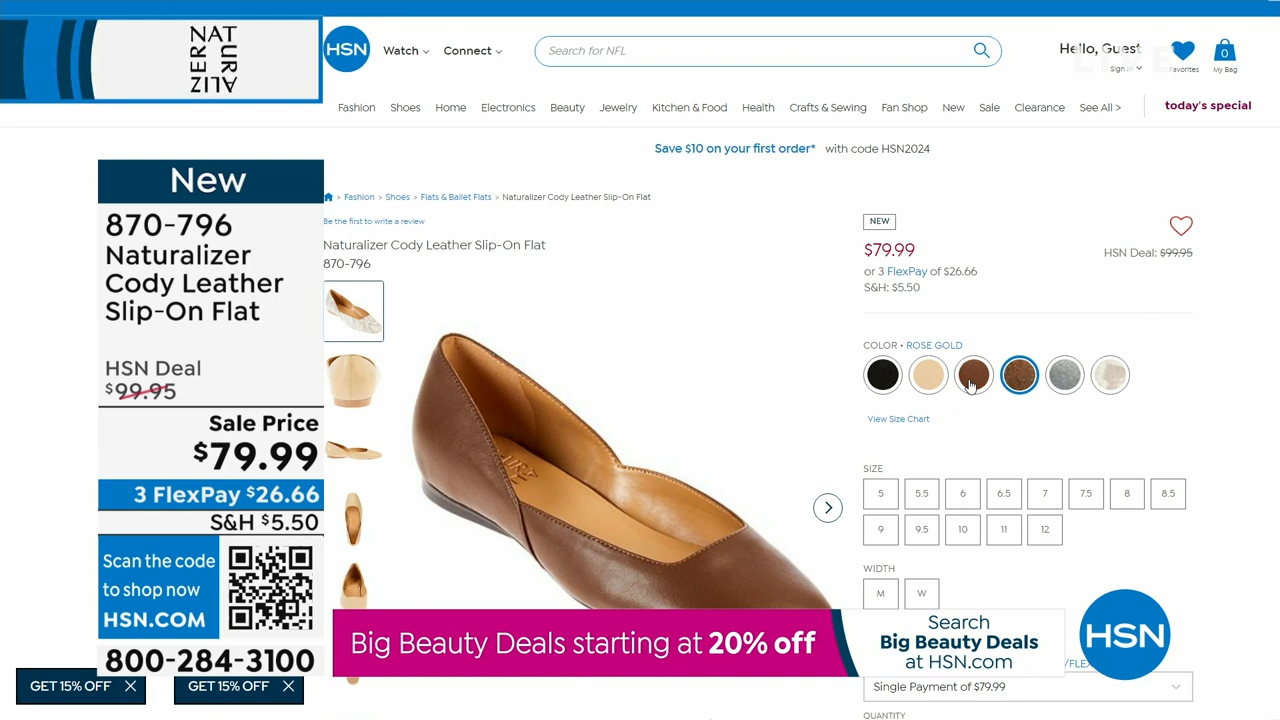 NAT
URALIZER
HSN
Watch
Connect
Search for NFL
Hello, Guest
Sign In
LIVE
Favorites
0
My Bag
Fashion
Shoes
Home
Electronics
Beauty
Jewelry
Kitchen & Food
Health
Crafts & Sewing
Fan Shop
New
Sale
Clearance
See All >
today's special
Save $10 on your first order* with code HSN2024
> Fashion > Shoes > Flats & Ballet Flats > Naturalizer Cody Leather Slip-On Flat
Be the first to write a review
Naturalizer Cody Leather Slip-On Flat
870-796
New
870-796
Naturalizer
Cody Leather
Slip-On Flat
HSN Deal
$99.95
Sale Price
$79.99
3 FlexPay $26.66
S&H $5.50
Scan the code
to shop now
HSN.COM
800-284-3100
GET 15% OFF X
GET 15% OFF X
NEW
$79.99
HSN Deal: $99.95
or 3 FlexPay of $26.66
S&H: $5.50
COLOR • ROSE GOLD
View Size Chart
SIZE
5
5.5
6
6.5
7
7.5
8
8.5
9
9.5
10
11
12
WIDTH
M
W
Big Beauty Deals starting at 20% off
Search
Big Beauty Deals
at HSN.com
HSN
Single Payment of $79.99
QUANTITY